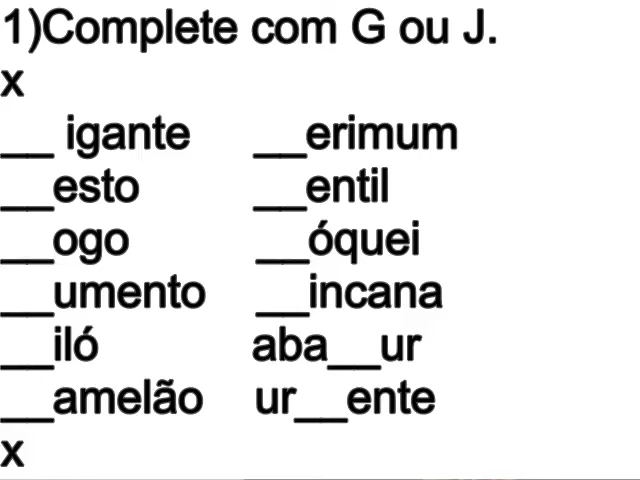 1)Complete com G ou J.
x
__ igante __erimum
__esto __entil
__ogo __óquei
__umento __incana
__iló aba__ur
__amelão ur__ente
x